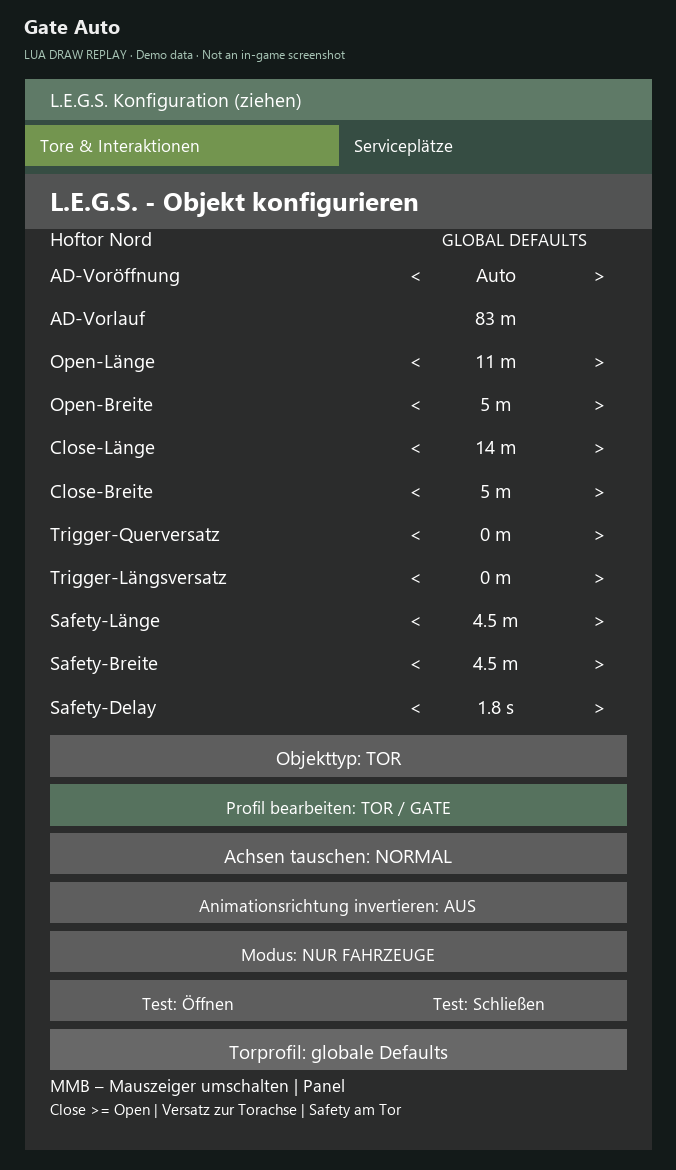 Gate Auto
LUA DRAW REPLAY · Demo data · Not an in-game screenshot
L.E.G.S. Konfiguration (ziehen)
Tore & Interaktionen Serviceplätze
L.E.G.S. - Objekt konfigurieren
Hoftor Nord GLOBAL DEFAULTS
AD-Voröffnung < Auto >
AD-Vorlauf 83 m
Open-Länge < 11 m >
Open-Breite < 5 m >
Close-Länge < 14 m >
Close-Breite < 5 m >
Trigger-Querversatz < 0 m >
Trigger-Längsversatz < 0 m >
Safety-Länge < 4.5 m >
Safety-Breite < 4.5 m >
Safety-Delay < 1.8 s >
Objekttyp: TOR
Profil bearbeiten: TOR / GATE
Achsen tauschen: NORMAL
Animationsrichtung invertieren: AUS
Modus: NUR FAHRZEUGE
Test: Öffnen Test: Schließen
Torprofil: globale Defaults
MMB – Mauszeiger umschalten | Panel
Close >= Open | Versatz zur Torachse | Safety am Tor